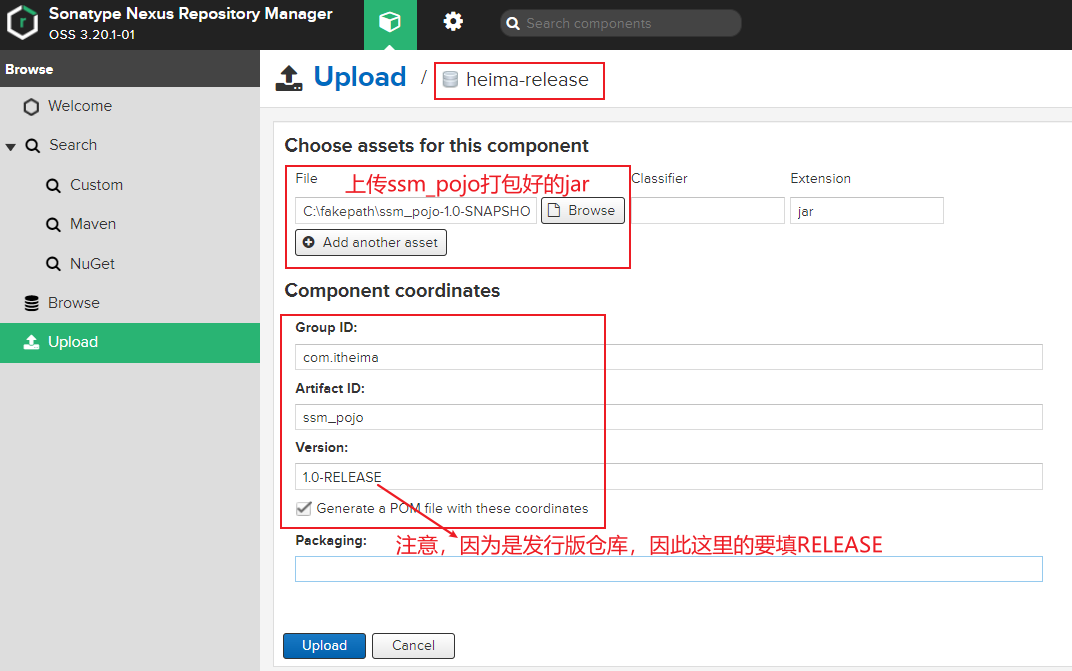 Sonatype Nexus Repository Manager
OSS 3.20.1-01
Search components
Browse
Welcome
Search
Custom
Maven
NuGet
Browse
Upload
Upload / heima-release
Choose assets for this component
File 上传ssm_pojo打包好的jar Classifier Extension
C:\fakepath\ssm_pojo-1.0-SNAPSHO Browse jar
Add another asset
Component coordinates
Group ID:
com.itheima
Artifact ID:
ssm_pojo
Version:
1.0-RELEASE
Generate a POM file with these coordinates
Packaging: 注意，因为是发行版仓库，因此这里的要填RELEASE
Upload Cancel